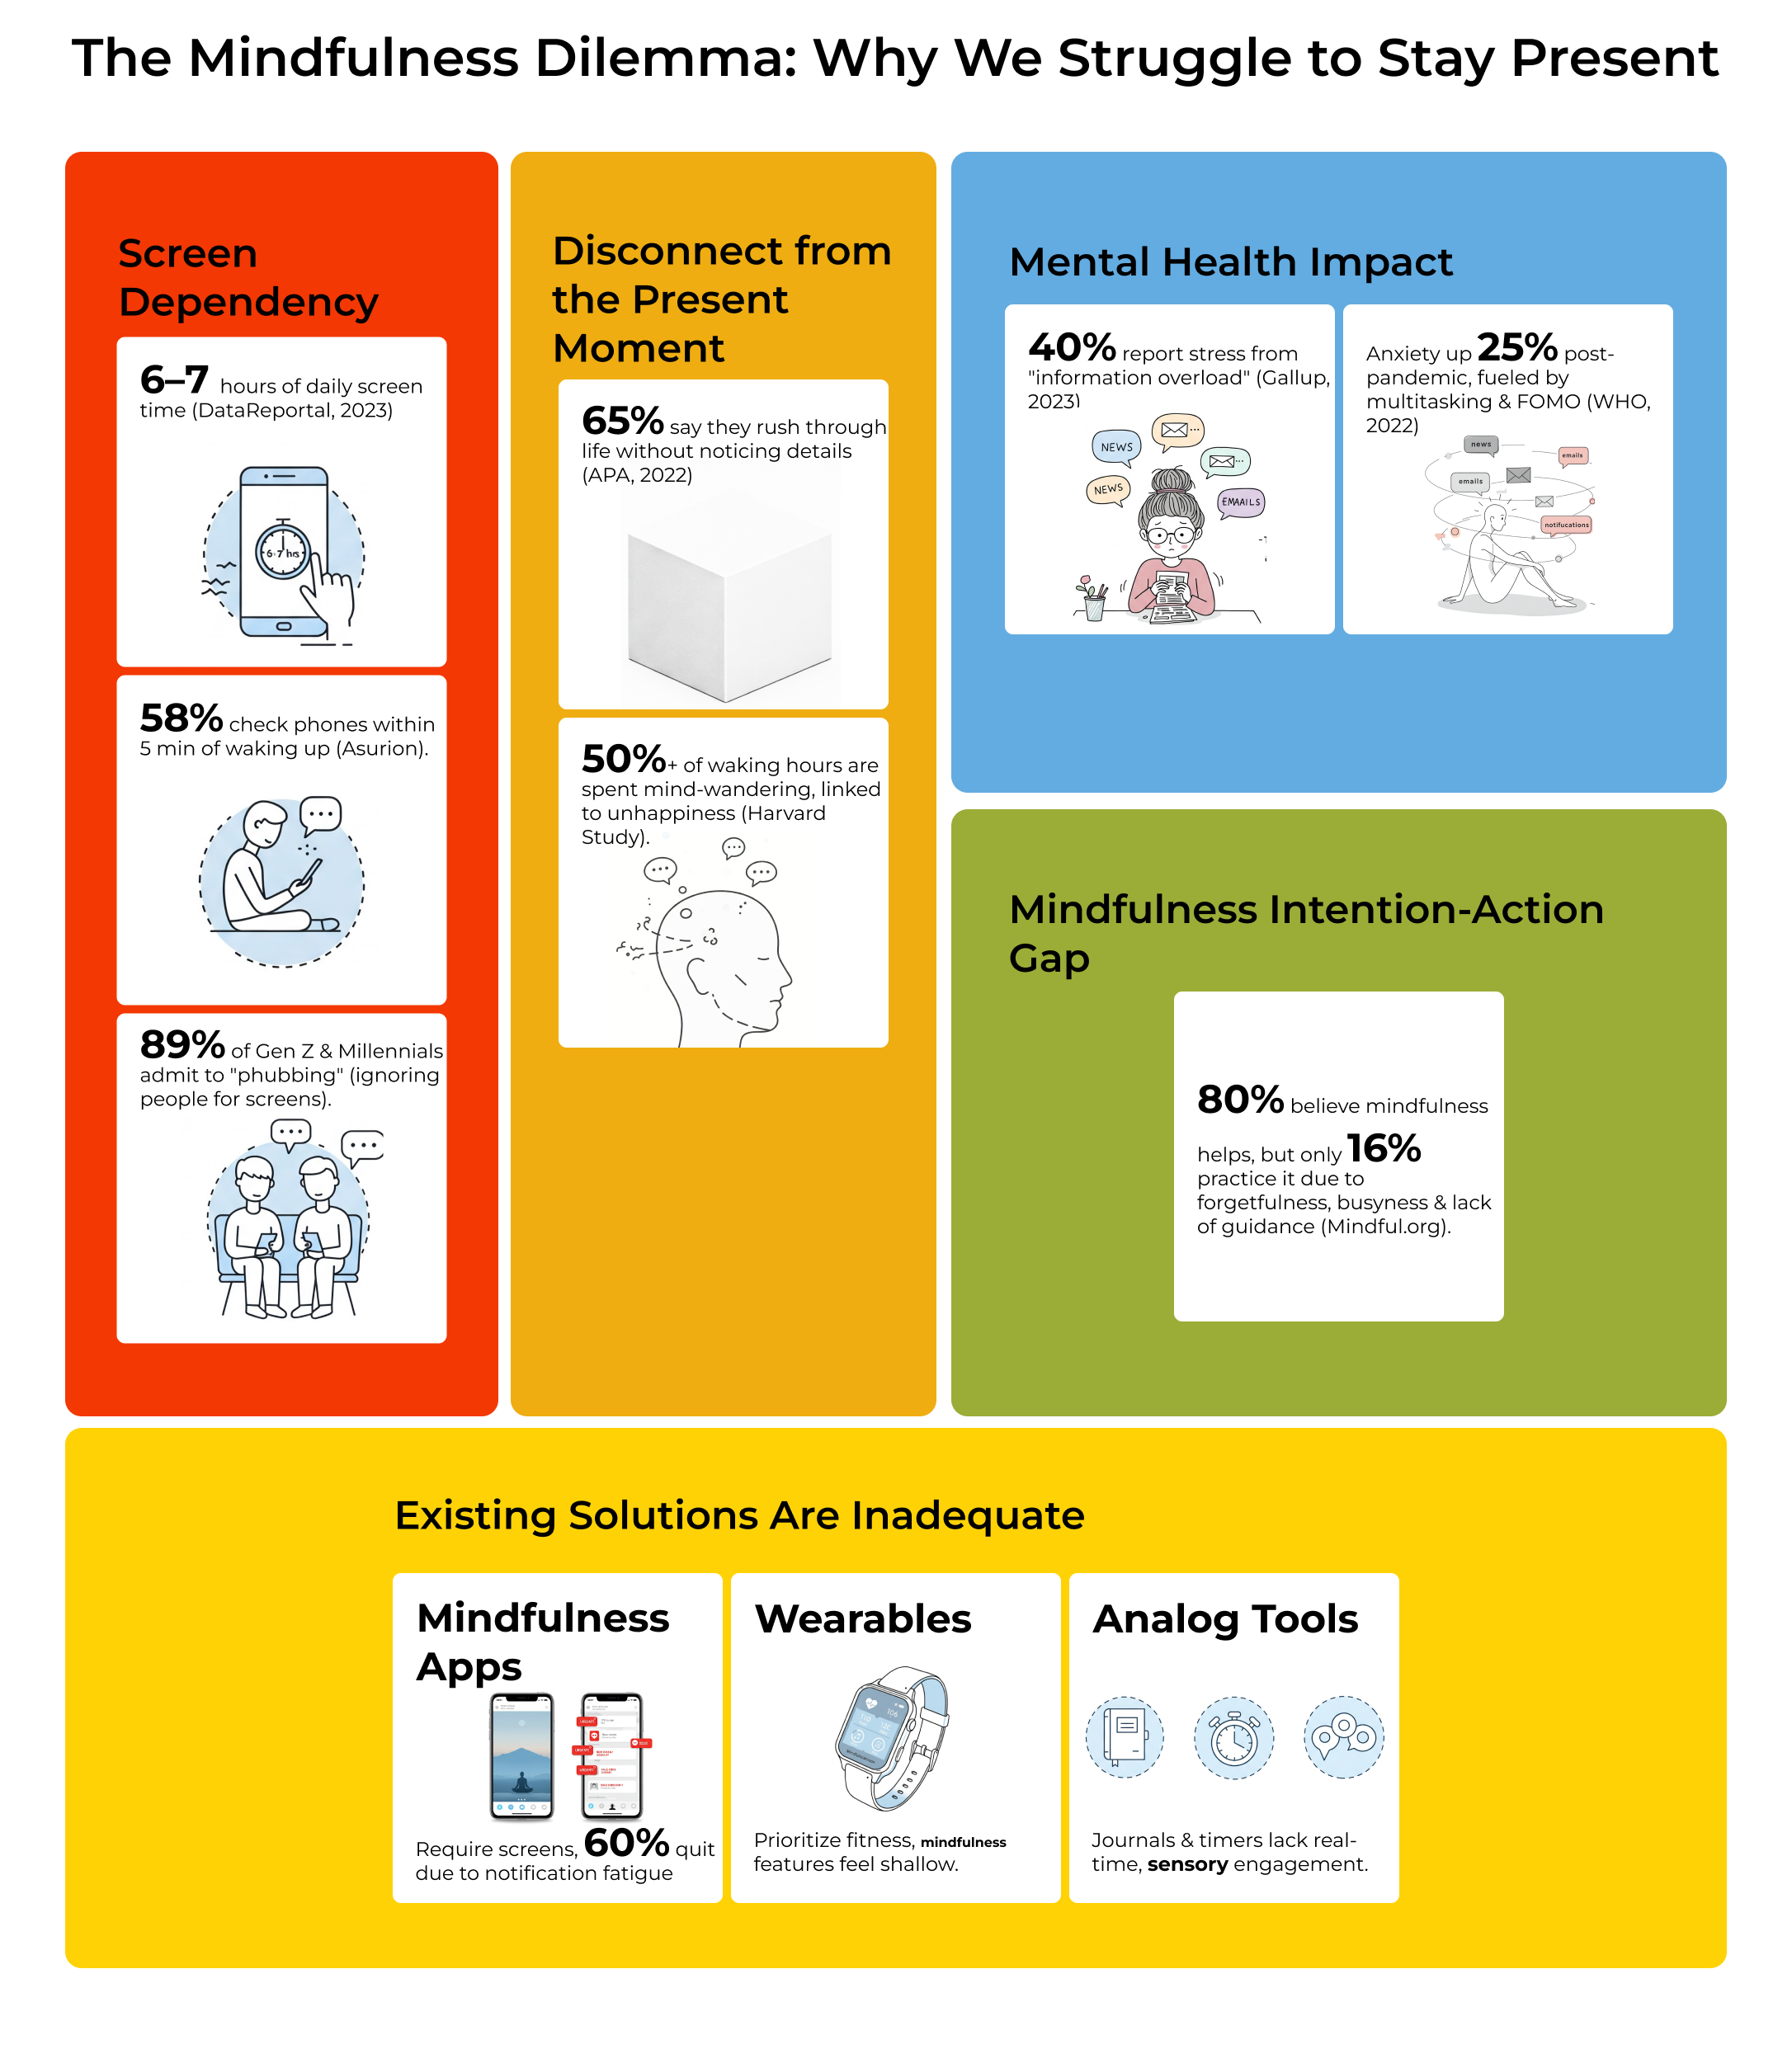 The Mindfulness Dilemma: Why We Struggle to Stay Present
Screen
Dependency
6–7 hours of daily screen
time (DataReportal, 2023)
6-7 hrs
58% check phones within
5 min of waking up (Asurion).
89% of Gen Z & Millennials
admit to "phubbing" (ignoring
people for screens).
Disconnect from
the Present
Moment
65% say they rush through
life without noticing details
(APA, 2022)
50%+ of waking hours are
spent mind-wandering, linked
to unhappiness (Harvard
Study).
Mental Health Impact
40% report stress from
"information overload" (Gallup,
2023)
NEWS
NEWS
EMAAILS
Anxiety up 25% post-
pandemic, fueled by
multitasking & FOMO (WHO,
2022)
news
emails
emails
notifucations
Mindfulness Intention-Action
Gap
80% believe mindfulness
helps, but only 16%
practice it due to
forgetfulness, busyness & lack
of guidance (Mindful.org).
Existing Solutions Are Inadequate
Mindfulness
Apps
Require screens, 60% quit
due to notification fatigue
Wearables
106
Prioritize fitness, mindfulness
features feel shallow.
Analog Tools
Journals & timers lack real-
time, sensory engagement.